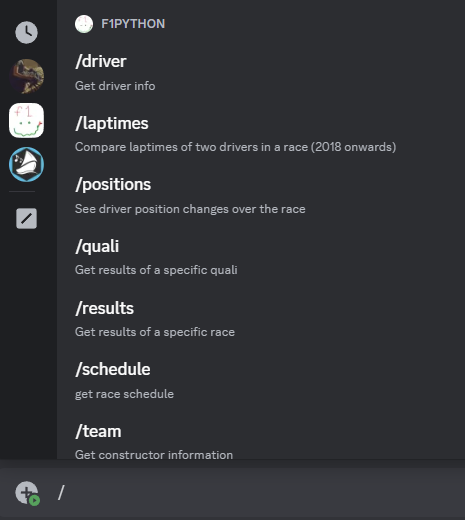 F1PYTHON
/driver
Get driver info
/laptimes
Compare laptimes of two drivers in a race (2018 onwards)
/positions
See driver position changes over the race
/quali
Get results of a specific quali
/results
Get results of a specific race
/schedule
get race schedule
/team
Get constructor information
/
f1